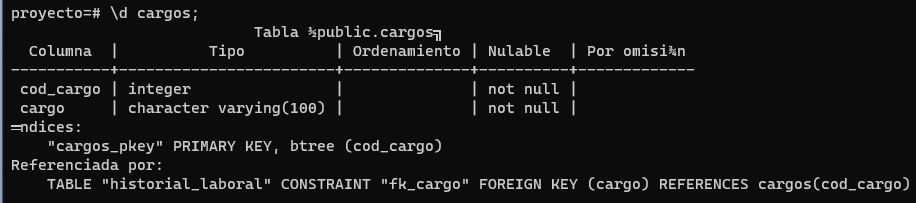 proyecto=# \d cargos;
Tabla ¾public.cargos╗
Columna | Tipo | Ordenamiento | Nulable | Por omisi¾n
-----------+------------------------+--------------+----------+-------------
cod_cargo | integer | | not null |
cargo | character varying(100) | | not null |
═ndices:
"cargos_pkey" PRIMARY KEY, btree (cod_cargo)
Referenciada por:
TABLE "historial_laboral" CONSTRAINT "fk_cargo" FOREIGN KEY (cargo) REFERENCES cargos(cod_cargo)